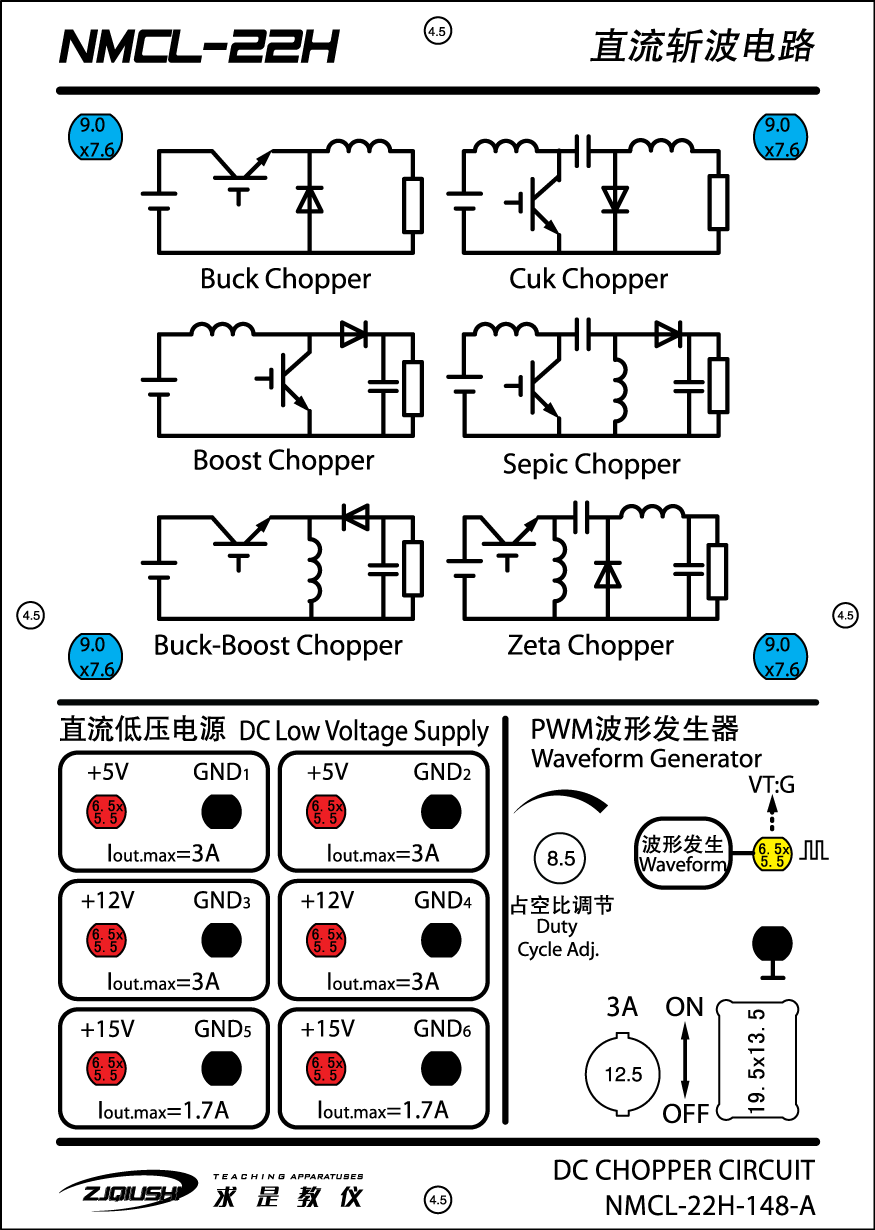 NMCL-22H
4.5
直流斩波电路
9.0
x7.6
9.0
x7.6
Buck Chopper
Cuk Chopper
Boost Chopper
Sepic Chopper
4.5
4.5
9.0
x7.6
Buck-Boost Chopper
Zeta Chopper
9.0
x7.6
直流低压电源 DC Low Voltage Supply
+5V GND1
6.5x
5.5
Iout.max=3A
+5V GND2
6.5x
5.5
Iout.max=3A
+12V GND3
6.5x
5.5
Iout.max=3A
+12V GND4
6.5x
5.5
Iout.max=3A
+15V GND5
6.5x
5.5
Iout.max=1.7A
+15V GND6
6.5x
5.5
Iout.max=1.7A
PWM波形发生器
Waveform Generator
VT:G
8.5
波形发生
Waveform
6.5x
5.5
占空比调节
Duty
Cycle Adj.
3A
12.5
ON
OFF
19.5x13.5
ZJQIUSHI
TEACHING APPARATUSES
求是教仪
4.5
DC CHOPPER CIRCUIT
NMCL-22H-148-A